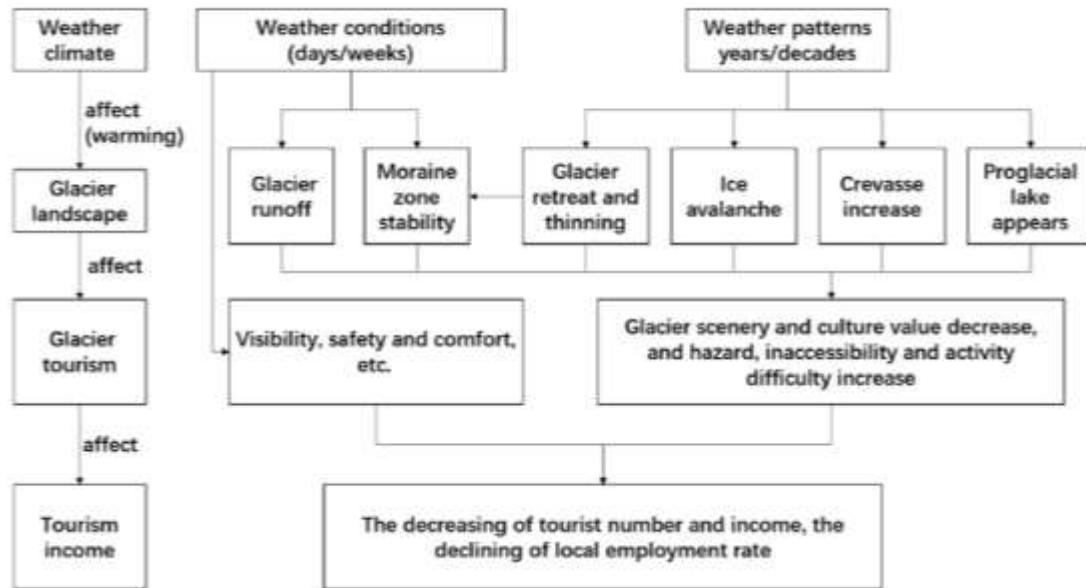 Weather
climate
Weather conditions
(days/weeks)
Weather patterns
years/decades
affect
(warming)
Glacier
landscape
Glacier
runoff
Moraine
zone
stability
Glacier
retreat and
thinning
Ice
avalanche
Crevasse
increase
Proglacial
lake
appears
affect
Glacier
tourism
Visibility, safety and comfort,
etc.
Glacier scenery and culture value decrease,
and hazard, inaccessibility and activity
difficulty increase
affect
Tourism
income
The decreasing of tourist number and income, the
declining of local employment rate